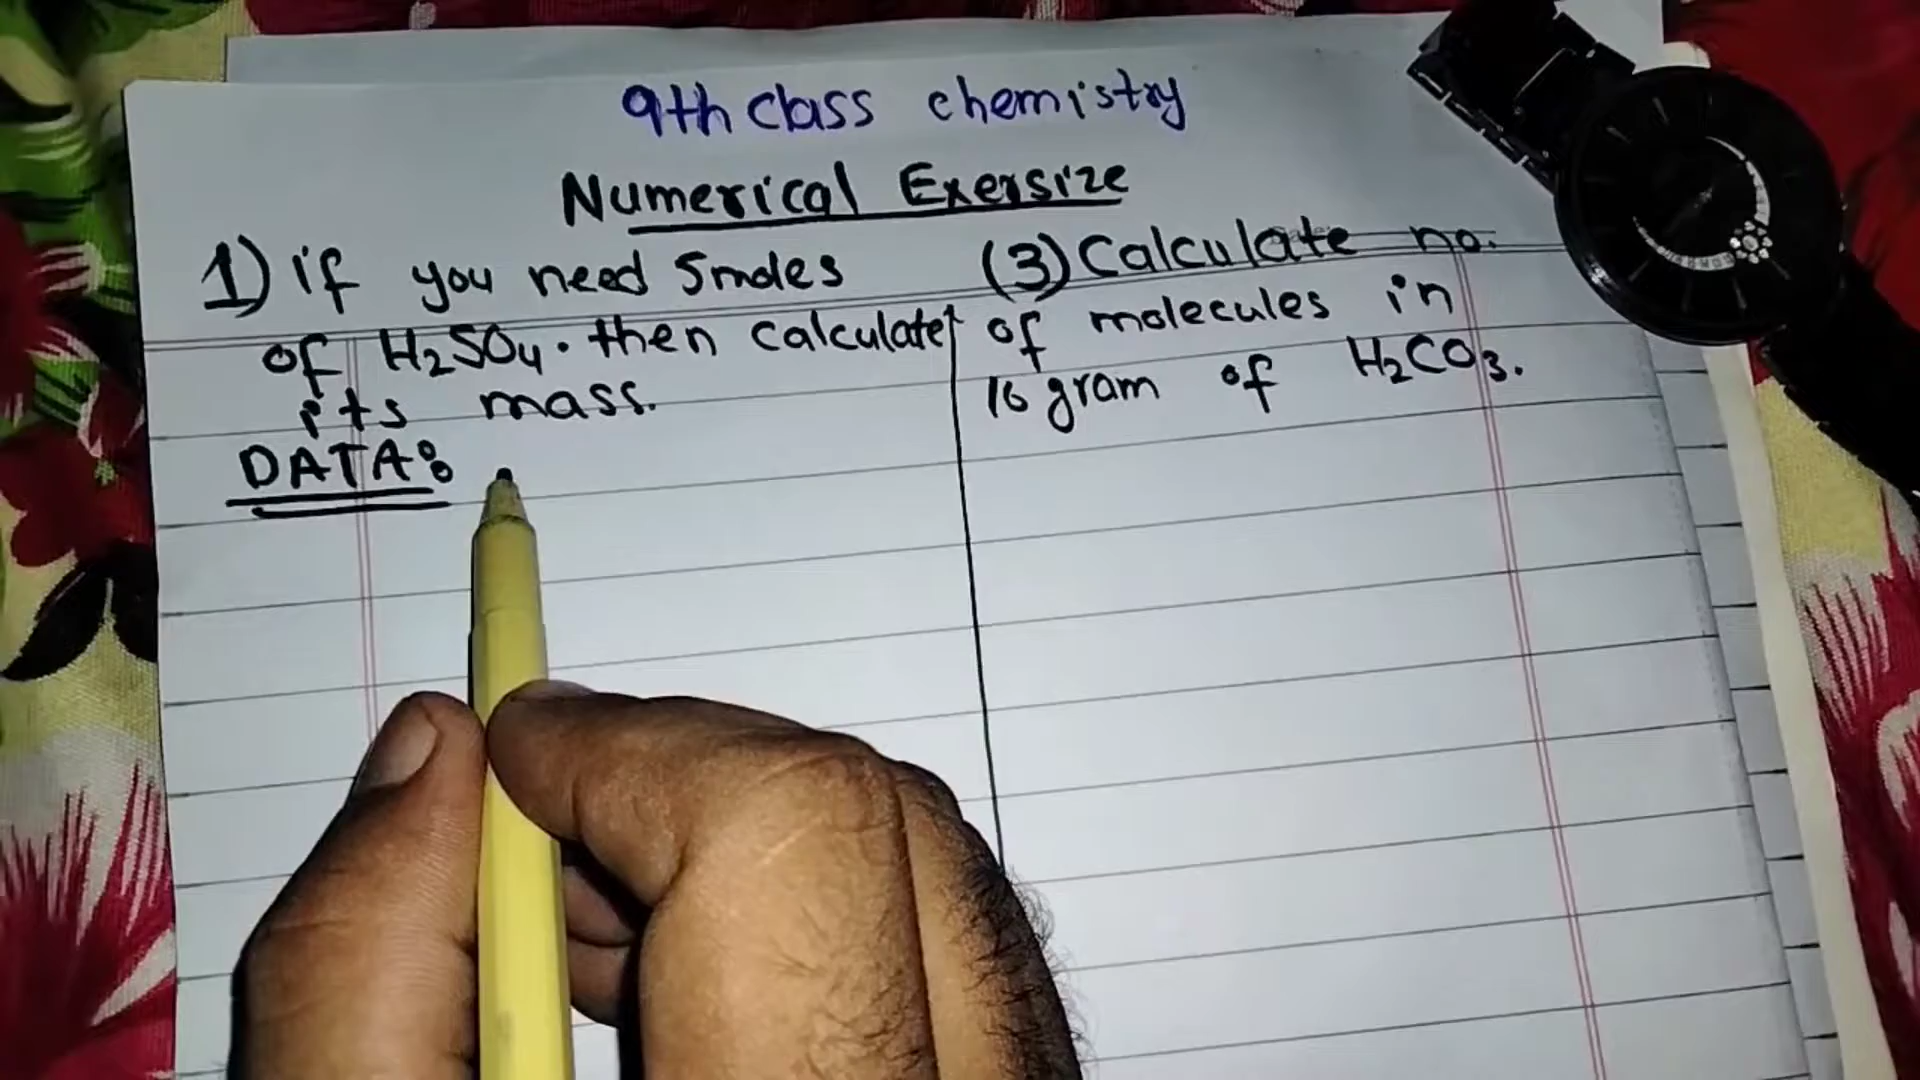 9th class chemistry
Numerical Exersize
1) if you need 5moles
of H₂SO₄. then calculate
its mass.
DATA:
(3) Calculate no.
of molecules in
16 gram of H₂CO₃.